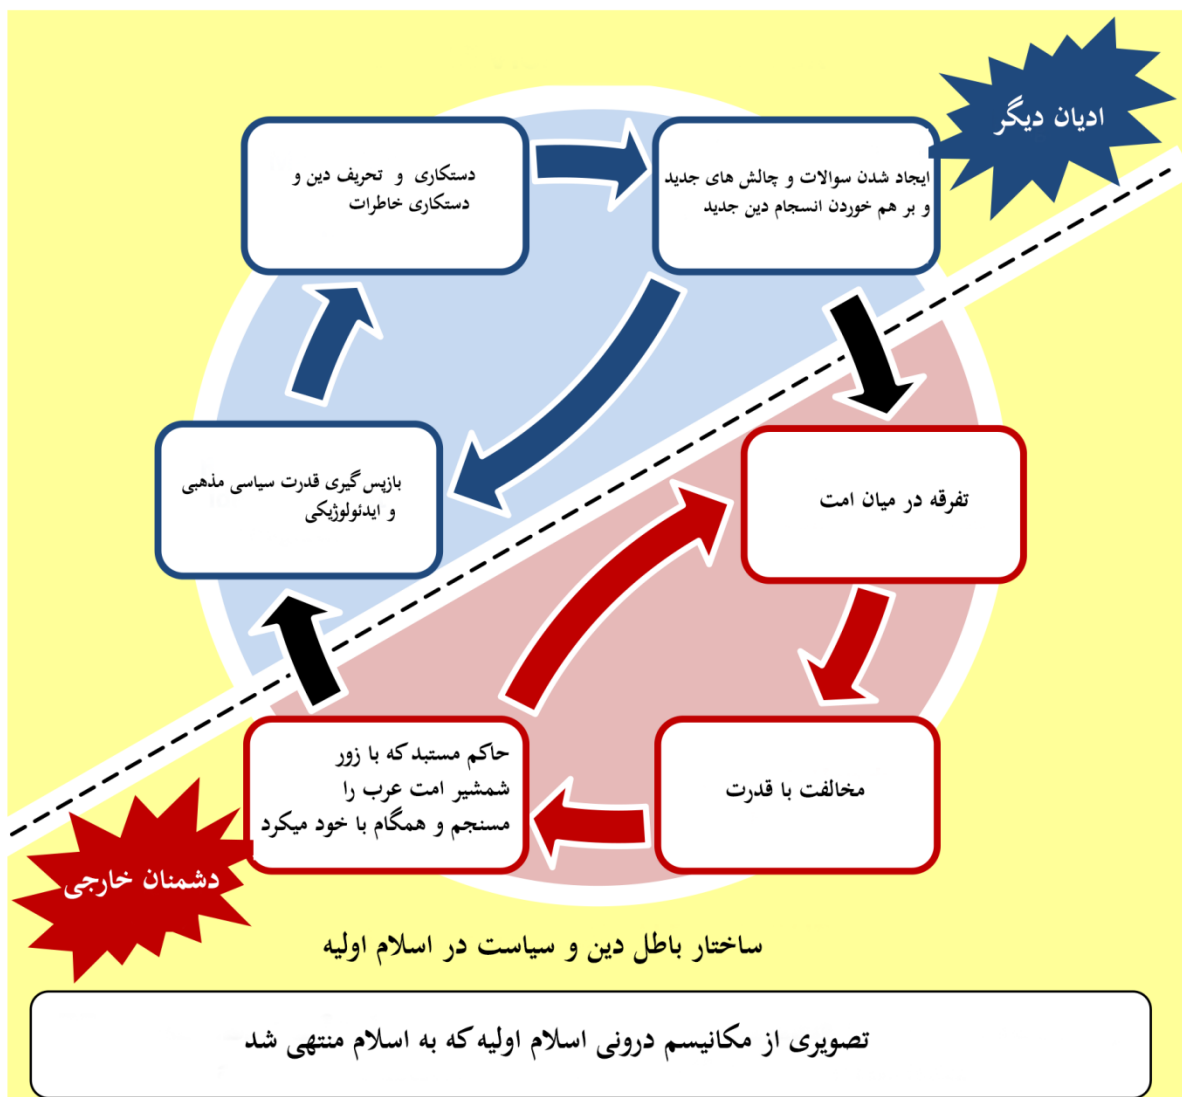 ادیان دیگر
ایجاد شدن سوالات و چالش های جدید
و بر هم خوردن انسجام دین جدید
دستکاری و تحریف دین و
دستکاری خاطرات
بازپس گیری قدرت سیاسی مذهبی
و ایدئولوژیکی
تفرقه در میان امت
مخالفت با قدرت
حاکم مستبد که با زور
شمشیر امت عرب را
مسنجم و همگام با خود میکرد
دشمنان خارجی
ساختار باطل دین و سیاست در اسلام اولیه
تصویری از مکانیسم درونی اسلام اولیه که به اسلام منتهی شد